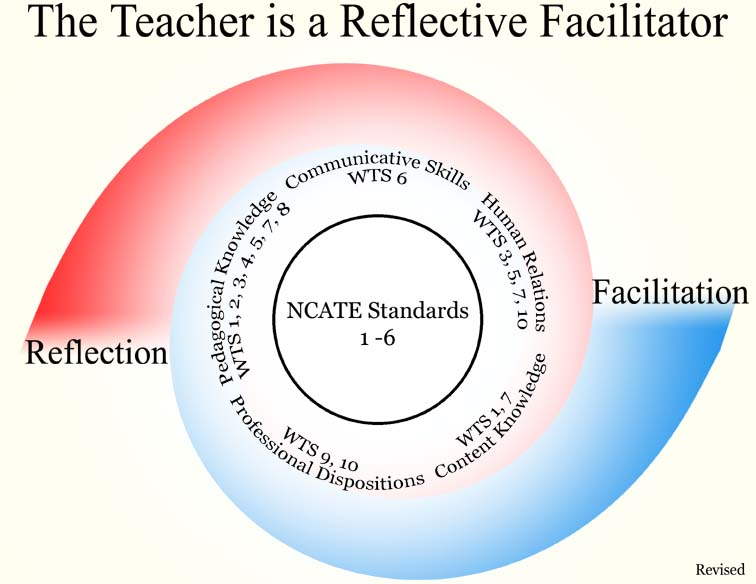 The Teacher is a Reflective Facilitator
Communicative Skills
WTS 6
Human Relations
WTS 3, 5, 7, 10
Pedagogical Knowledge
WTS 1, 2, 3, 4, 5, 7, 8
NCATE Standards
1 -6
Facilitation
Reflection
WTS 1, 7
Content Knowledge
WTS 9, 10
Professional Dispositions
Revised